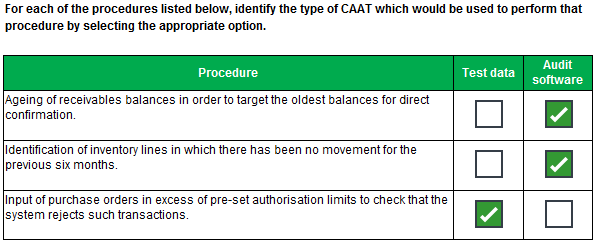 For each of the procedures listed below, identify the type of CAAT which would be used to perform that
procedure by selecting the appropriate option.
Procedure
Test data
Audit
software
Ageing of receivables balances in order to target the oldest balances for direct
confirmation.
Identification of inventory lines in which there has been no movement for the
previous six months.
Input of purchase orders in excess of pre-set authorisation limits to check that the
system rejects such transactions.